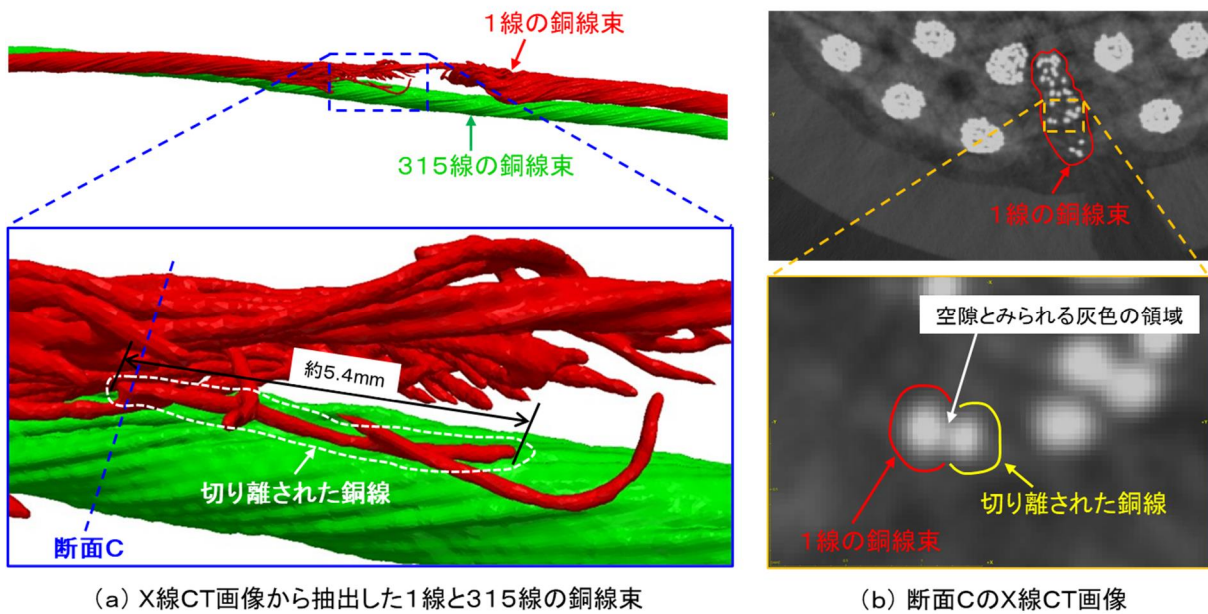 1線の銅線束
315線の銅線束
約5.4mm
切り離された銅線
断面C
(a) X線CT画像から抽出した1線と315線の銅線束
1線の銅線束
空隙とみられる灰色の領域
切り離された銅線
1線の銅線束
(b) 断面CのX線CT画像